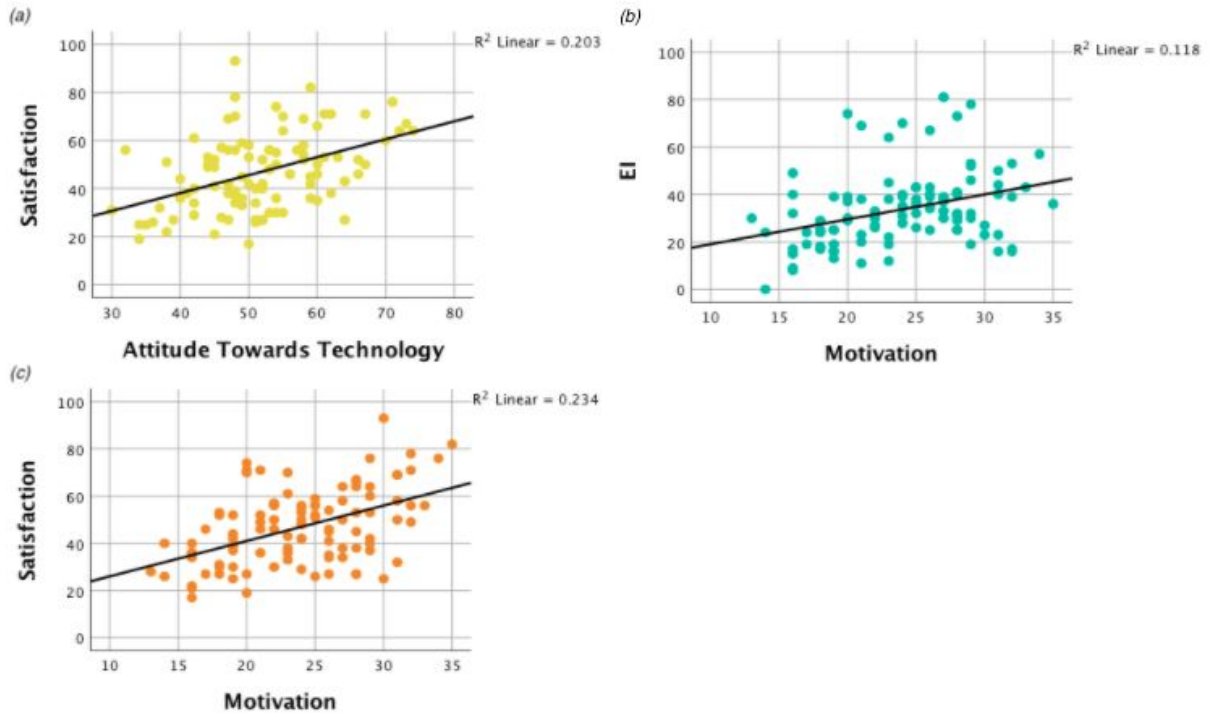 (a)
R² Linear = 0.203
100
80
60
40
20
0
Satisfaction
30 40 50 60 70 80
Attitude Towards Technology
(b)
R² Linear = 0.118
100
80
60
40
20
0
EI
10 15 20 25 30 35
Motivation
(c)
R² Linear = 0.234
100
80
60
40
20
0
Satisfaction
10 15 20 25 30 35
Motivation